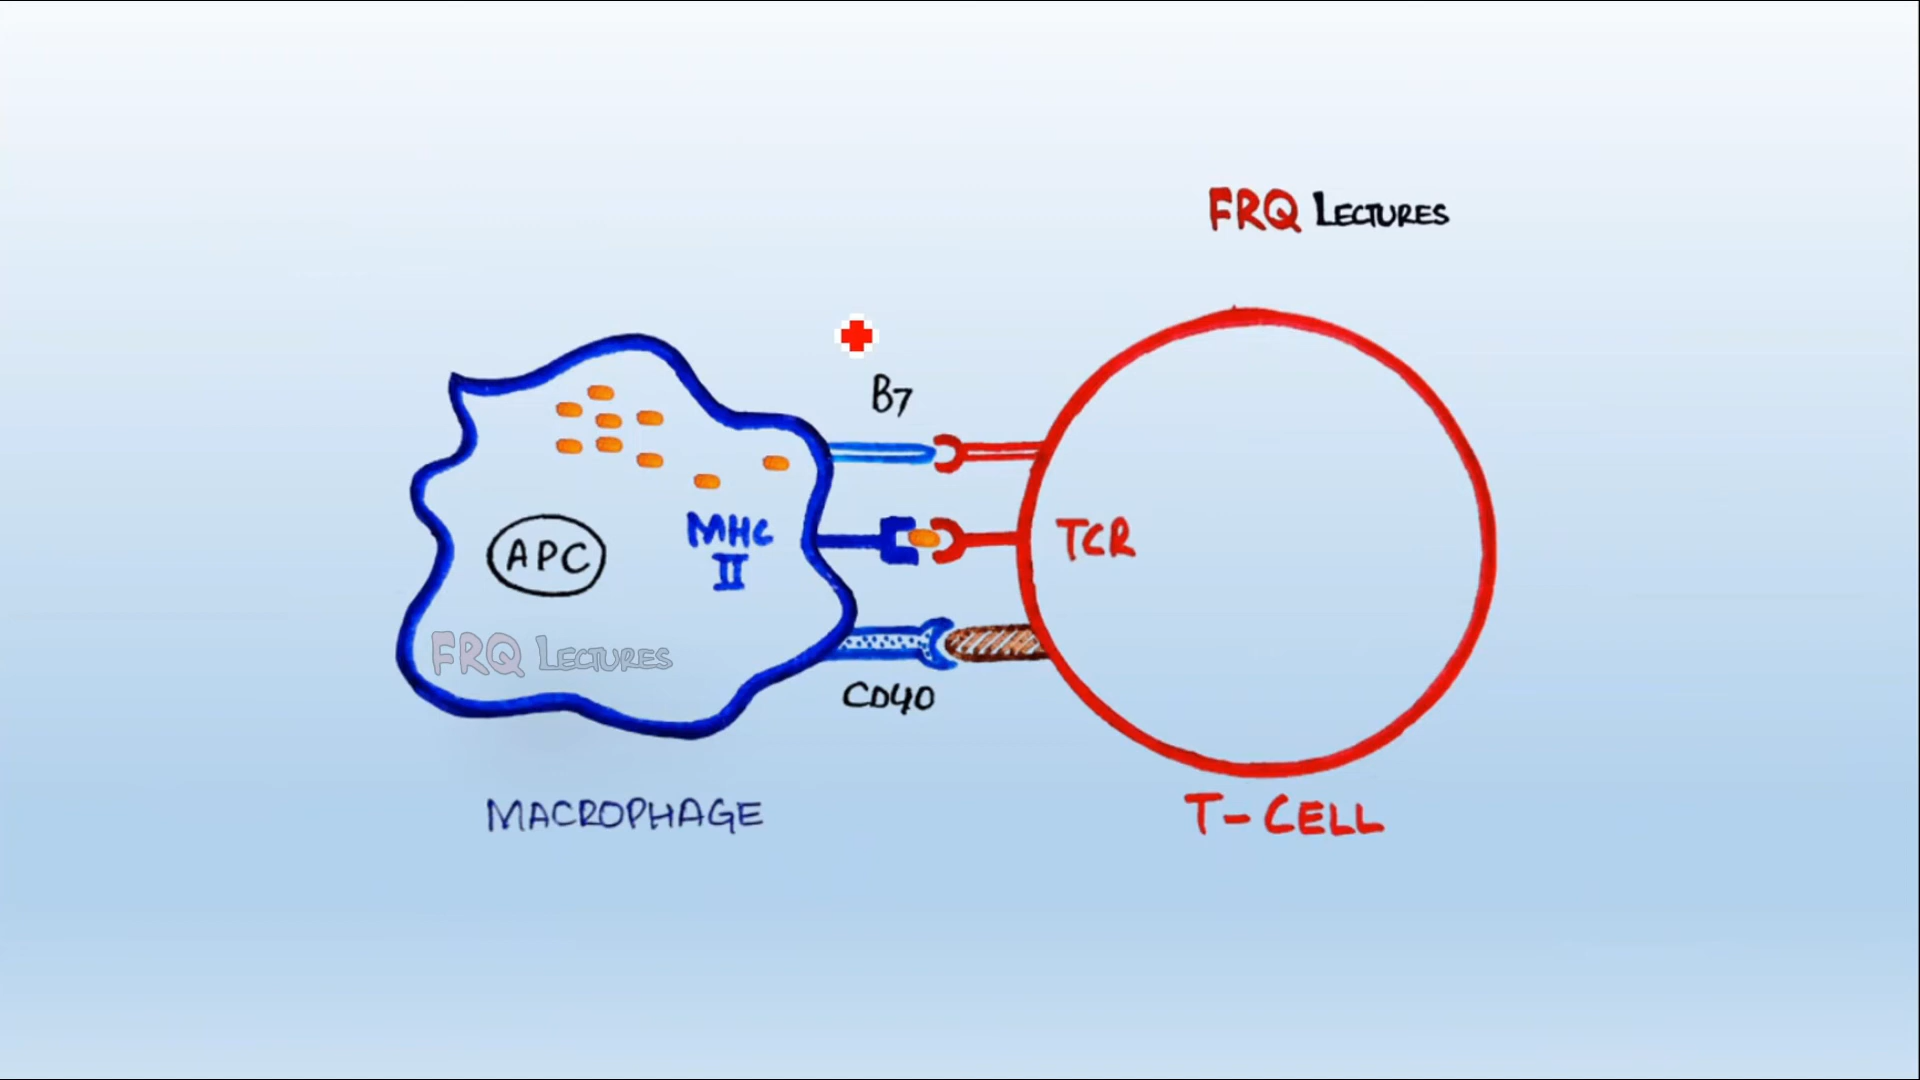 FRQ LECTURES
B7
MHC
II
APC
TCR
FRQ LECTURES
CD40
MACROPHAGE
T-CELL